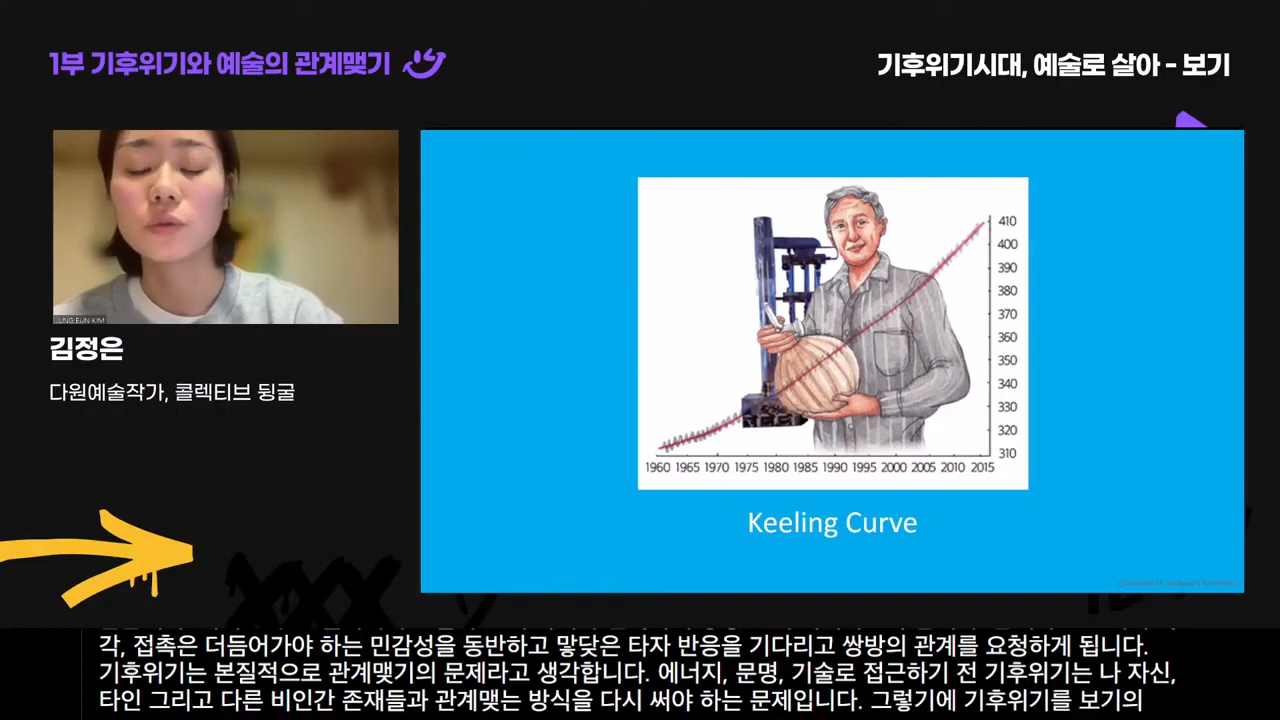 1부 기후위기와 예술의 관계맺기
기후위기시대, 예술로 살아 - 보기
JUNG EUN KIM
김정은
다원예술작가, 콜렉티브 뒹굴
410
400
390
380
370
360
350
340
330
320
310
1960 1965 1970 1975 1980 1985 1990 1995 2000 2005 2010 2015
Keeling Curve
각, 접촉은 더듬어가야 하는 민감성을 동반하고 맞닿은 타자 반응을 기다리고 쌍방의 관계를 요청하게 됩니다.
기후위기는 본질적으로 관계맺기의 문제라고 생각합니다. 에너지, 문명, 기술로 접근하기 전 기후위기는 나 자신,
타인 그리고 다른 비인간 존재들과 관계맺는 방식을 다시 써야 하는 문제입니다. 그렇기에 기후위기를 보기의